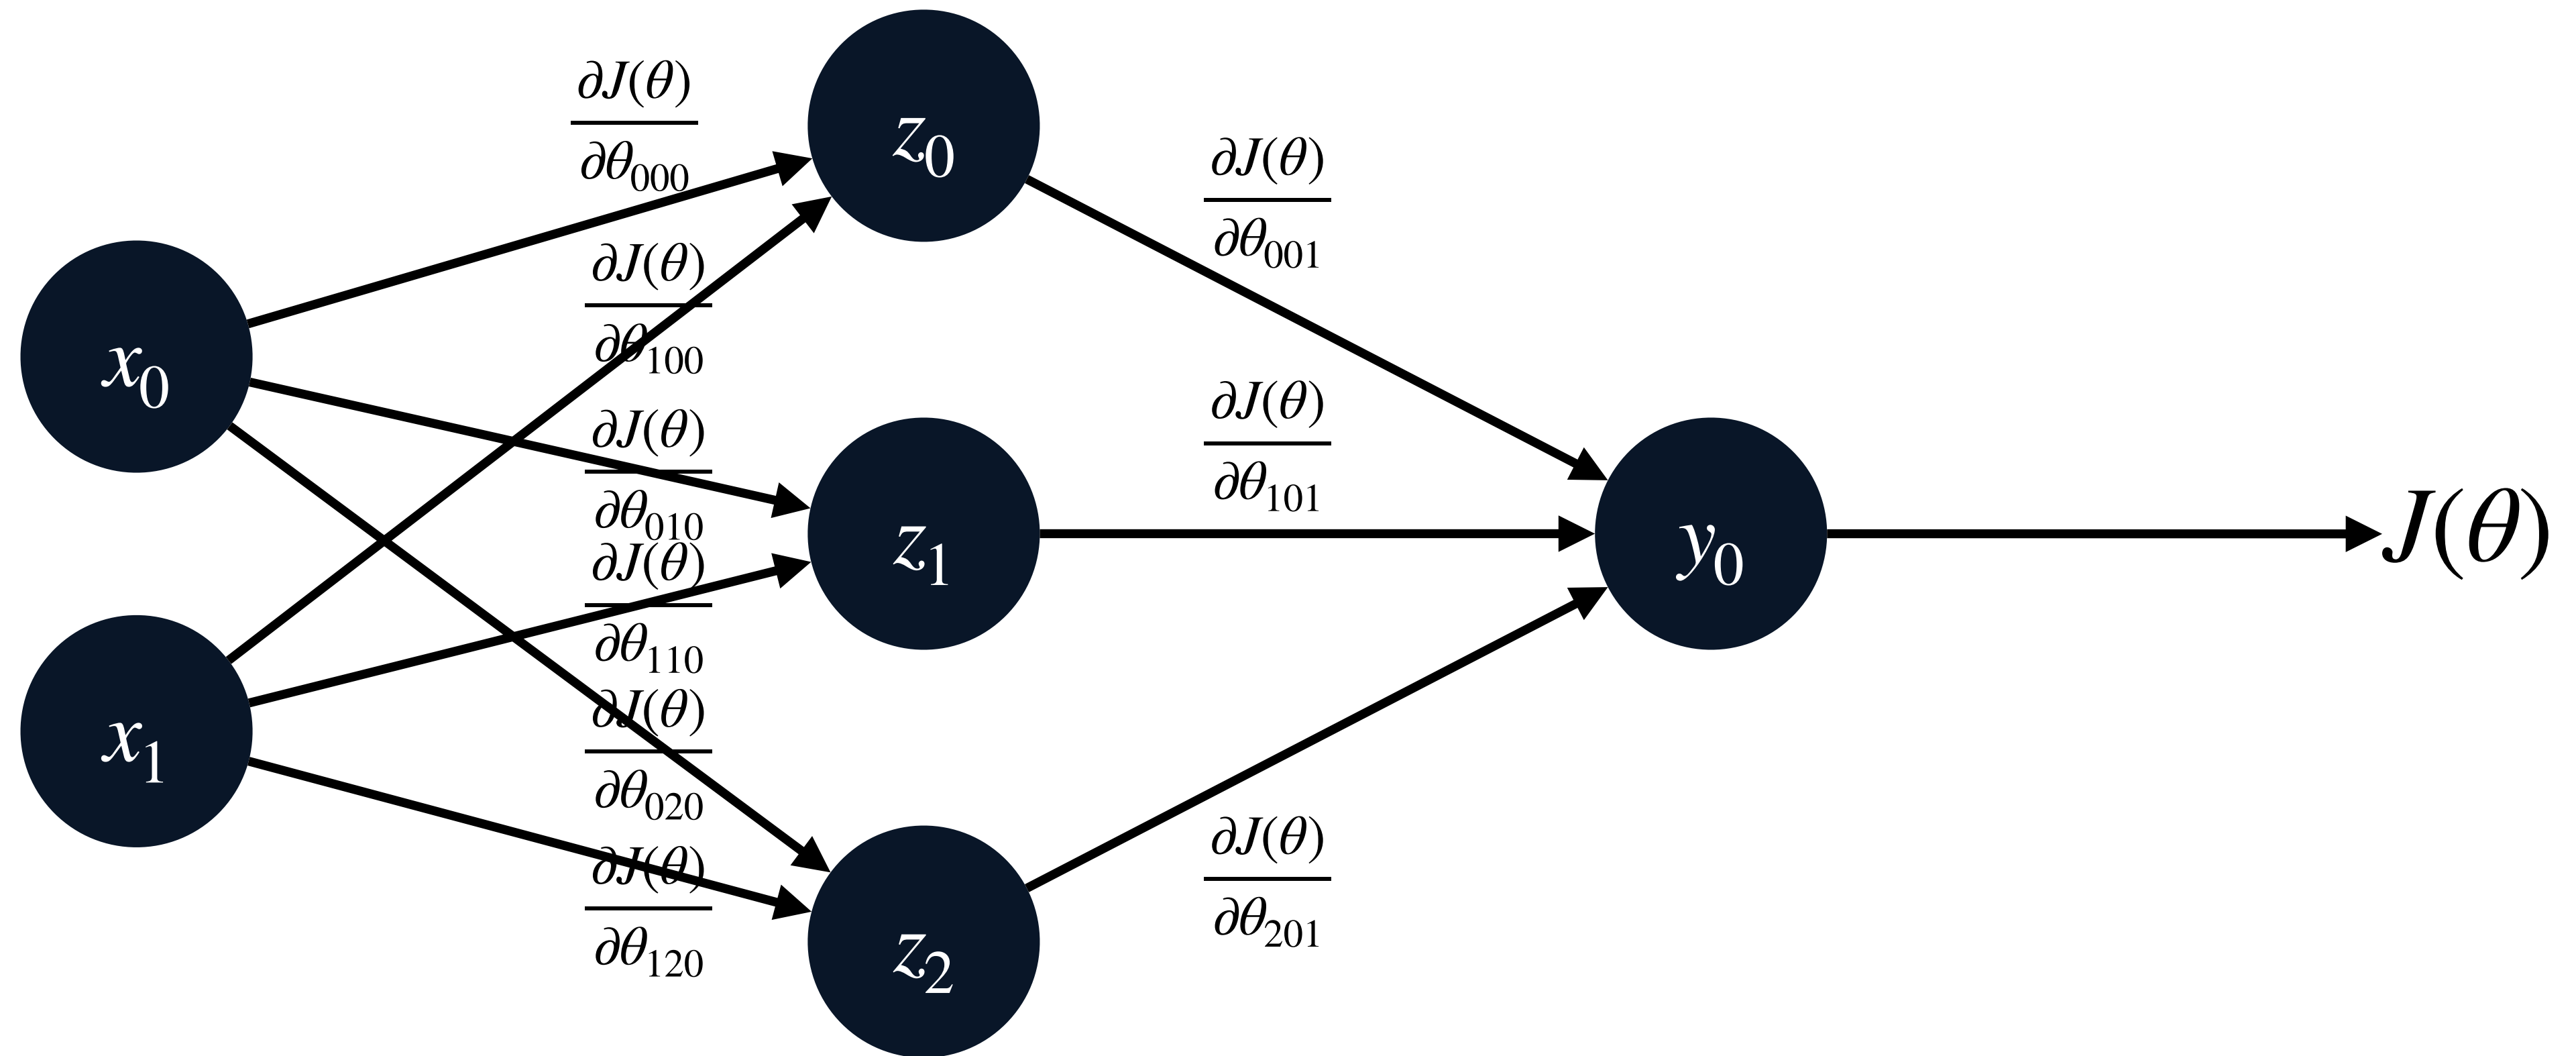 x₀
x₁
∂J(θ)
∂θ₀₀₀
∂J(θ)
∂θ₁₀₀
∂J(θ)
∂θ₀₁₀
∂J(θ)
∂θ₁₁₀
∂J(θ)
∂θ₀₂₀
∂J(θ)
∂θ₁₂₀
z₀
z₁
z₂
∂J(θ)
∂θ₀₀₁
∂J(θ)
∂θ₁₀₁
∂J(θ)
∂θ₂₀₁
y₀
J(θ)